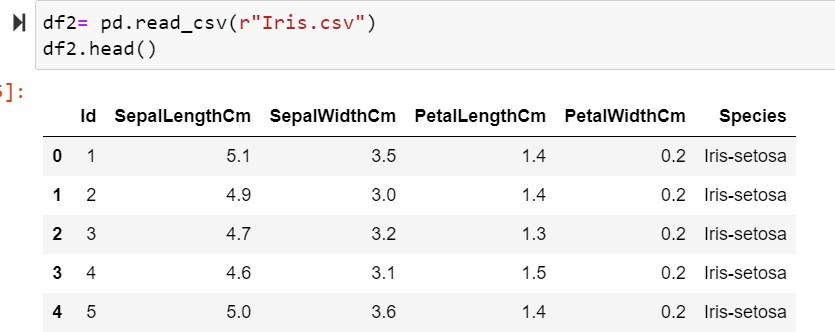 df2= pd.read_csv(r"Iris.csv")
df2.head()
]:
Id SepalLengthCm SepalWidthCm PetalLengthCm PetalWidthCm Species
0 1 5.1 3.5 1.4 0.2 Iris-setosa
1 2 4.9 3.0 1.4 0.2 Iris-setosa
2 3 4.7 3.2 1.3 0.2 Iris-setosa
3 4 4.6 3.1 1.5 0.2 Iris-setosa
4 5 5.0 3.6 1.4 0.2 Iris-setosa